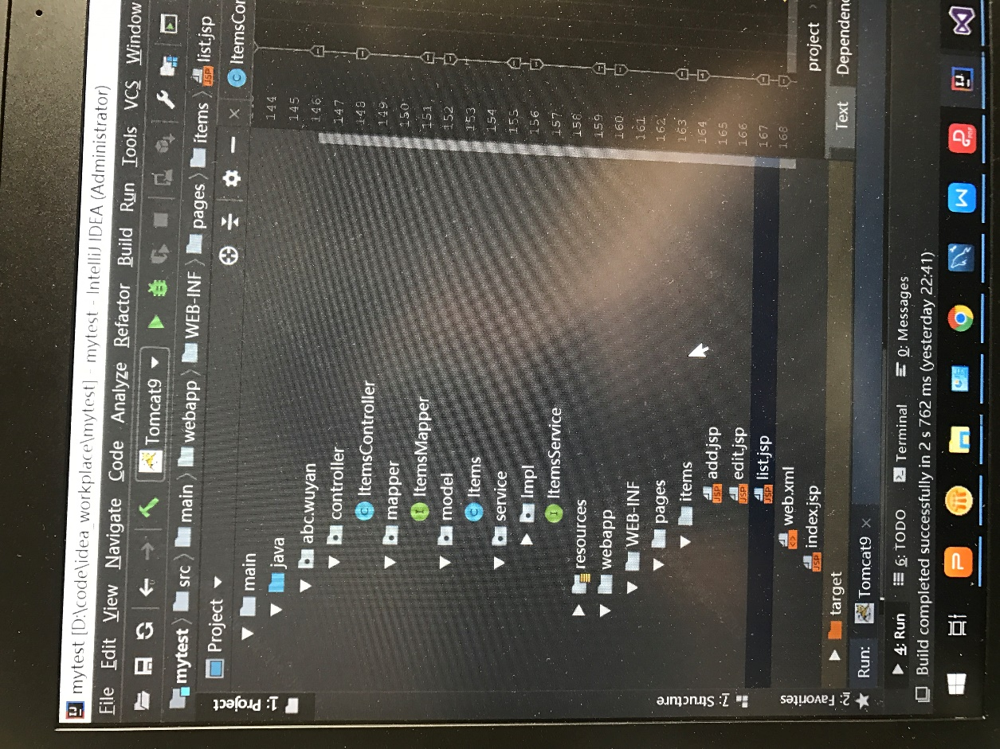 mytest [D:\code\idea_workplace\mytest] - mytest - IntelliJ IDEA (Administrator)
File Edit View Navigate Code Analyze Refactor Build Run Tools VCS Window
Tomcat9
mytest src main webapp WEB-INF pages items list.jsp
Project
ItemsCor
1: Project
main
java
abc.wuyan
controller
ItemsController
mapper
ItemsMapper
model
Items
service
Impl
ItemsService
resources
webapp
WEB-INF
pages
items
add.jsp
edit.jsp
list.jsp
web.xml
index.jsp
target
144
145
146
147
148
149
150
151
152
153
154
155
156
157
158
159
160
161
162
163
164
165
166
167
168
project
Text Dependenc
7: Structure
2: Favorites
Run: Tomcat9
4: Run 6: TODO Terminal 0: Messages
Build completed successfully in 2 s 762 ms (yesterday 22:41)